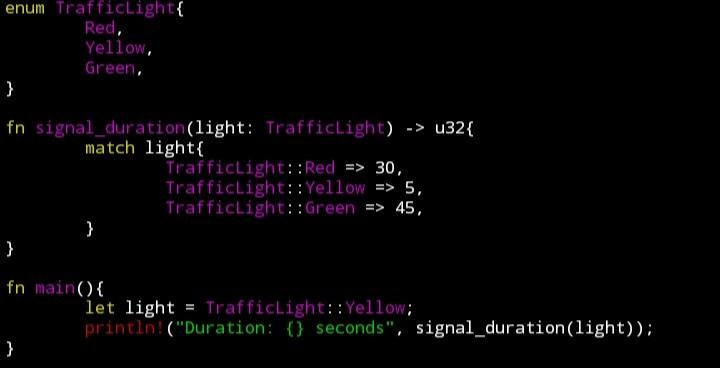 enum TrafficLight{
        Red,
        Yellow,
        Green,
}

fn signal_duration(light: TrafficLight) -> u32{
        match light{
                TrafficLight::Red => 30,
                TrafficLight::Yellow => 5,
                TrafficLight::Green => 45,
        }
}

fn main(){
        let light = TrafficLight::Yellow;
        println!("Duration: {} seconds", signal_duration(light));
}